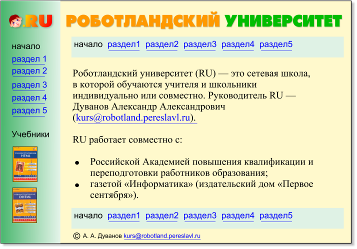 RU РОБОТЛАНДСКИЙ УНИВЕРСИТЕТ
начало
раздел 1
раздел 2
раздел 3
раздел 4
раздел 5
Учебники
начало раздел1 раздел2 раздел3 раздел4 раздел5
Роботландский университет (RU) — это сетевая школа,
в которой обучаются учителя и школьники
индивидуально или совместно. Руководитель RU —
Дуванов Александр Александрович
(kurs@robotland.pereslavl.ru).
RU работает совместно с:
• Российской Академией повышения квалификации и
переподготовки работников образования;
• газетой «Информатика» (издательский дом «Первое
сентября»).
начало раздел1 раздел2 раздел3 раздел4 раздел5
© А. А. Дуванов kurs@robotland.pereslavl.ru